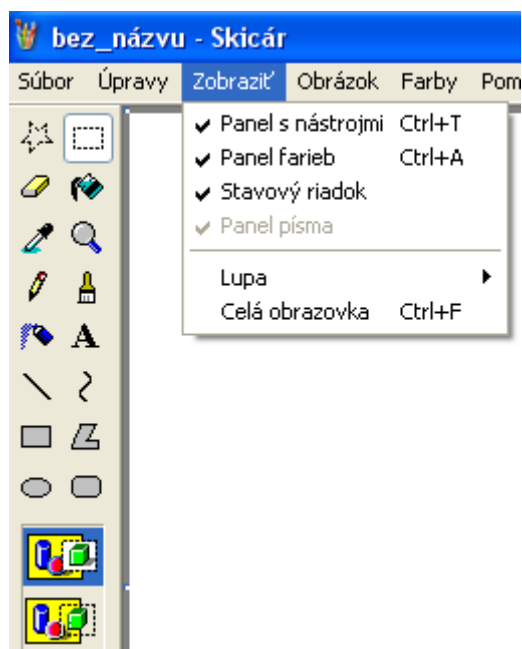 bez_názvu - Skicár
Súbor Úpravy Zobraziť Obrázok Farby Pom
Panel s nástrojmi Ctrl+T
Panel farieb Ctrl+A
Stavový riadok
Panel písma
Lupa
Celá obrazovka Ctrl+F
A